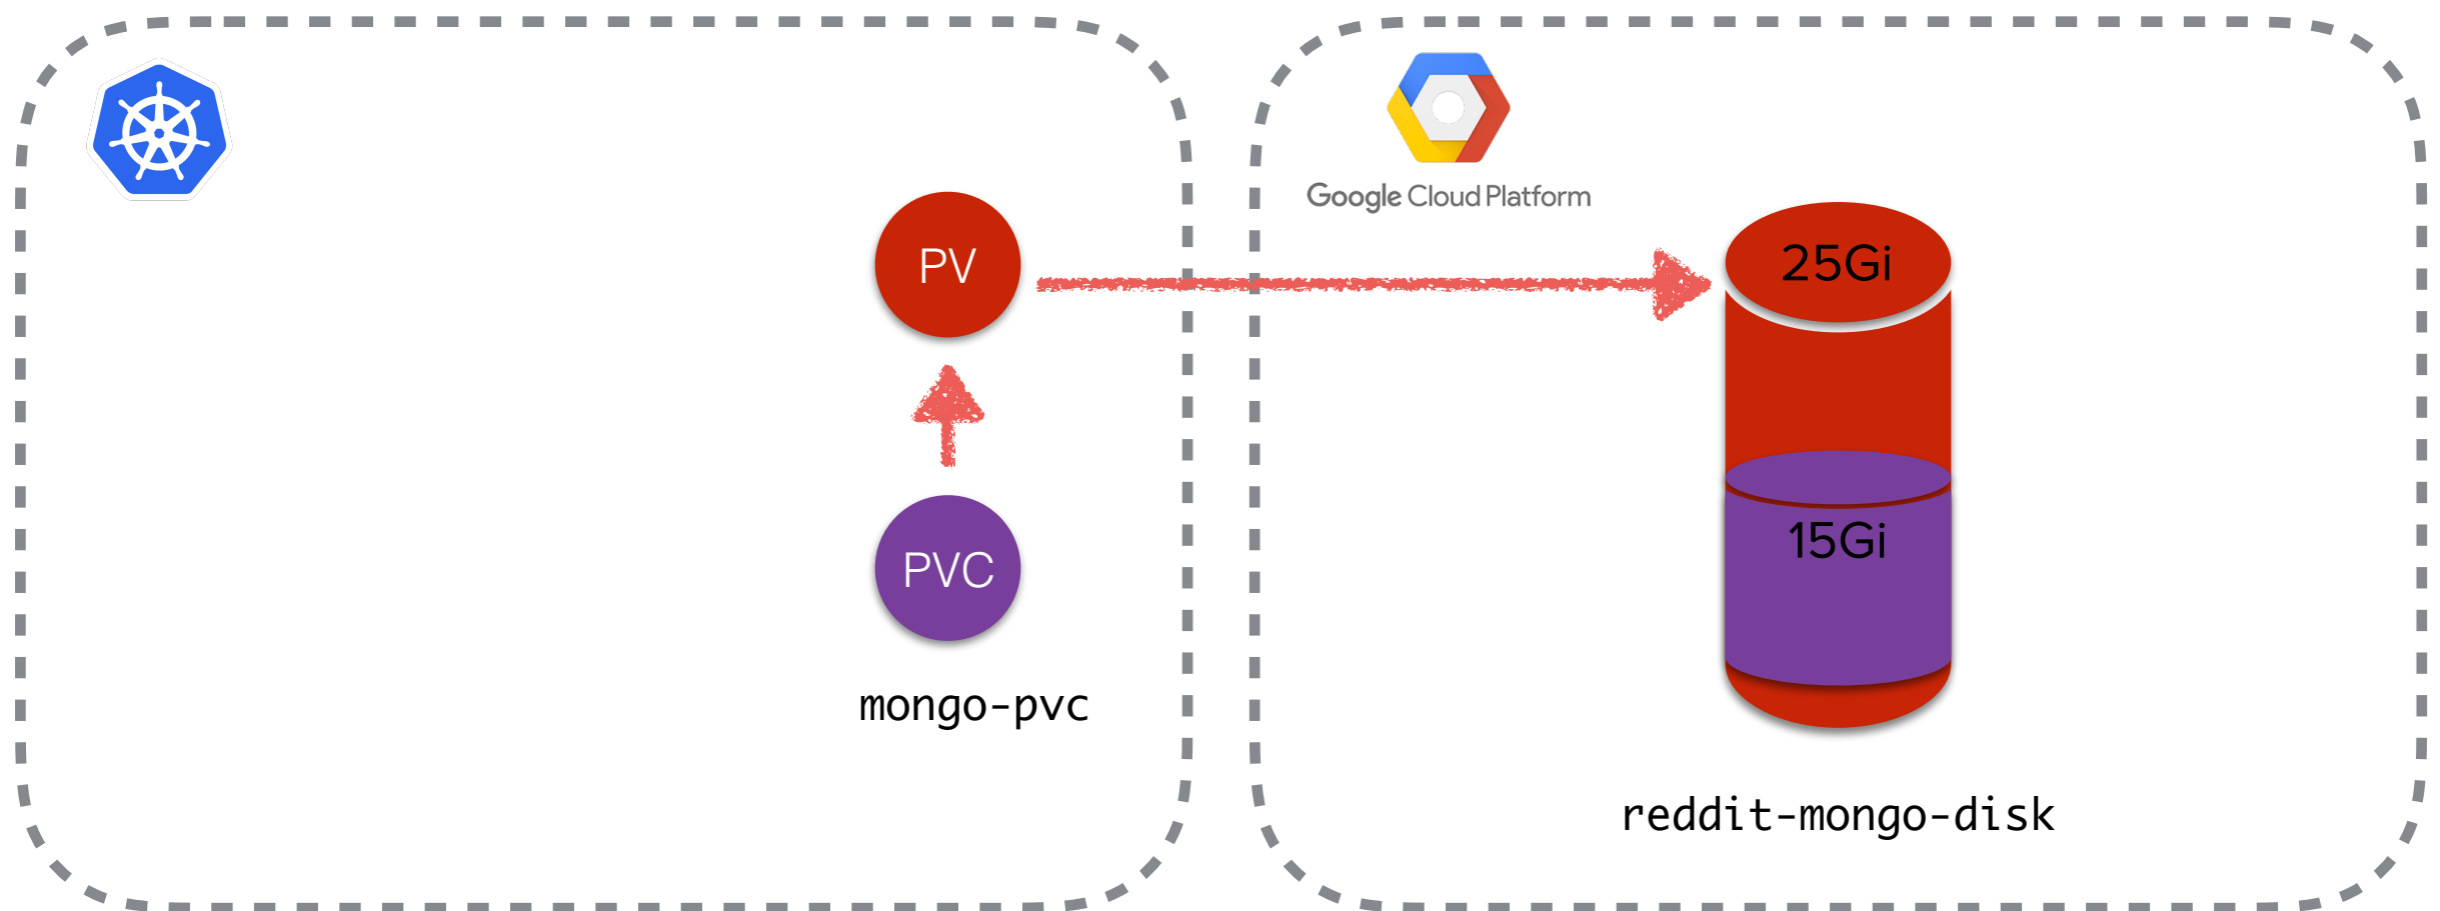 PV
PVC
mongo-pvc
Google Cloud Platform
25Gi
15Gi
reddit-mongo-disk